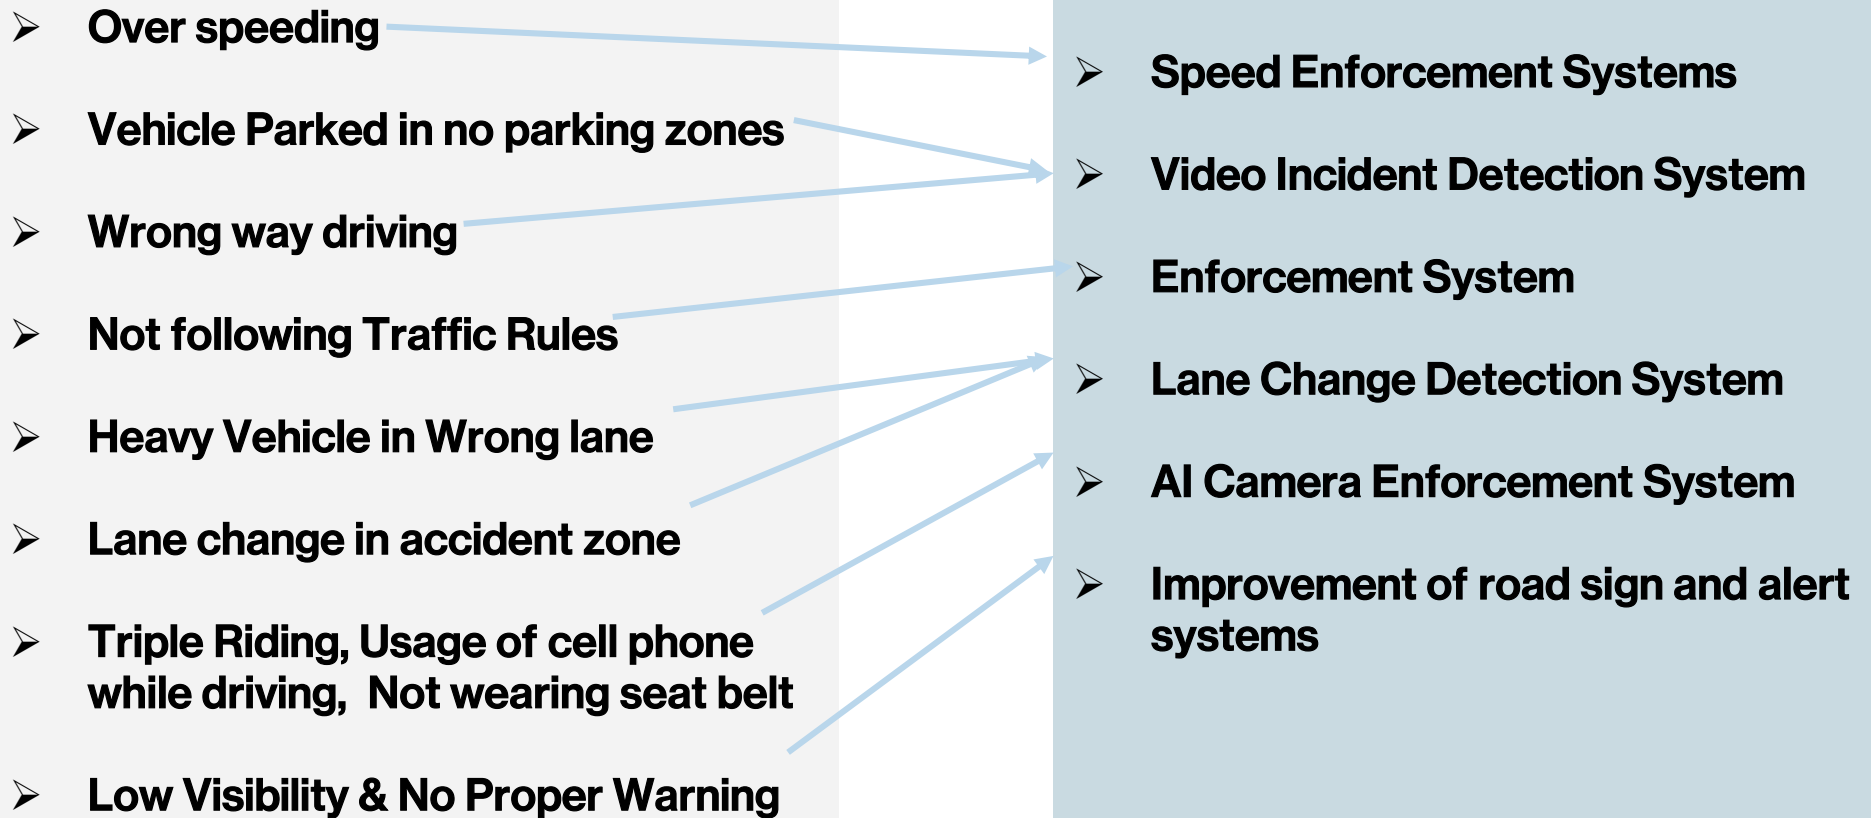 Over speeding
Vehicle Parked in no parking zones
Wrong way driving
Not following Traffic Rules
Heavy Vehicle in Wrong lane
Lane change in accident zone
Triple Riding, Usage of cell phone
while driving,  Not wearing seat belt
Low Visibility & No Proper Warning
Speed Enforcement Systems
Video Incident Detection System
Enforcement System
Lane Change Detection System
AI Camera Enforcement System
Improvement of road sign and alert
systems